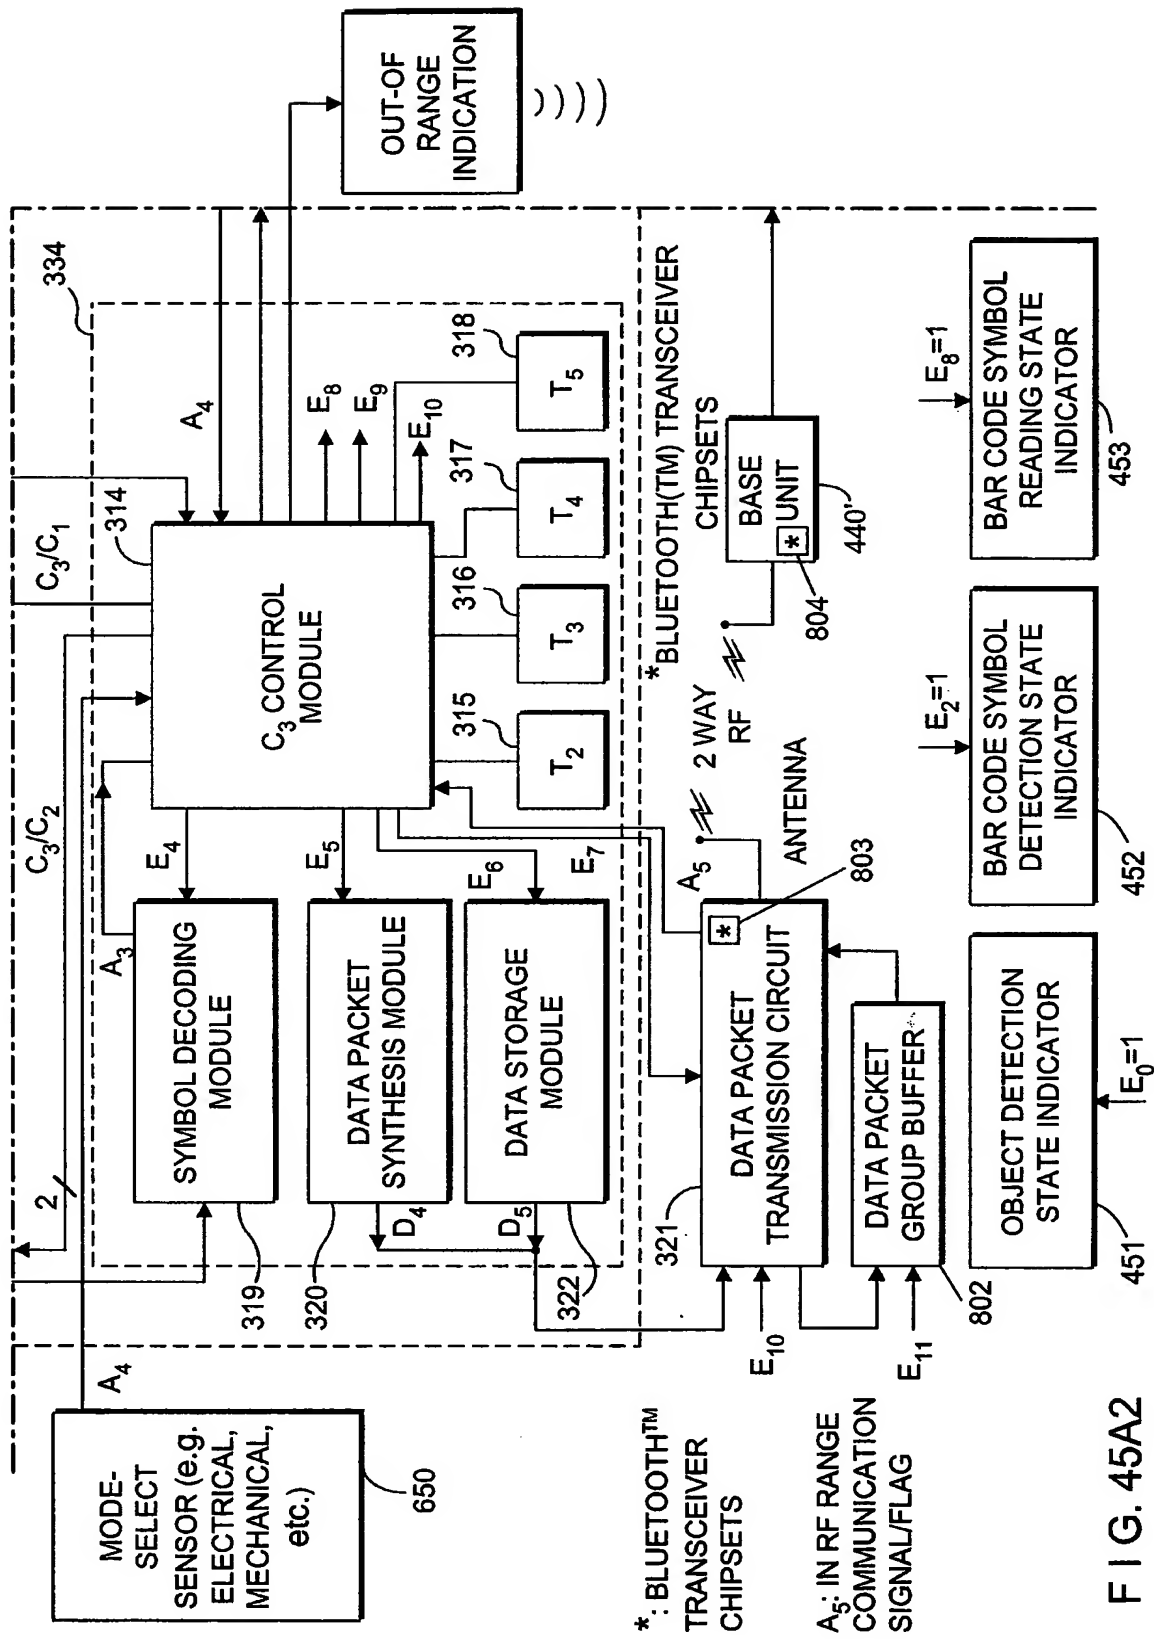 MODE-
SELECT
SENSOR (e.g.
ELECTRICAL,
MECHANICAL,
etc.)
650
A4
2
C3/C2
C3/C1
314
A4
334
OUT-OF
RANGE
INDICATION
A3
SYMBOL DECODING
MODULE
319
E4
C3 CONTROL
MODULE
E8
E9
E10
DATA PACKET
SYNTHESIS MODULE
320
E5
D4
DATA STORAGE
MODULE
322
E6
E7
D5
T2
315
T3
316
T4
317
T5
318
*BLUETOOTH(TM) TRANSCEIVER
CHIPSETS
*: BLUETOOTH™
TRANSCEIVER
CHIPSETS
321
DATA PACKET
TRANSMISSION CIRCUIT
*
803
A5
ANTENNA
2 WAY
RF
BASE
UNIT
*
804
440'
E10
DATA PACKET
GROUP BUFFER
802
E11
A5: IN RF RANGE
COMMUNICATION
SIGNAL/FLAG
OBJECT DETECTION
STATE INDICATOR
451
E0=1
BAR CODE SYMBOL
DETECTION STATE
INDICATOR
452
E2=1
BAR CODE SYMBOL
READING STATE
INDICATOR
453
E8=1
FIG. 45A2